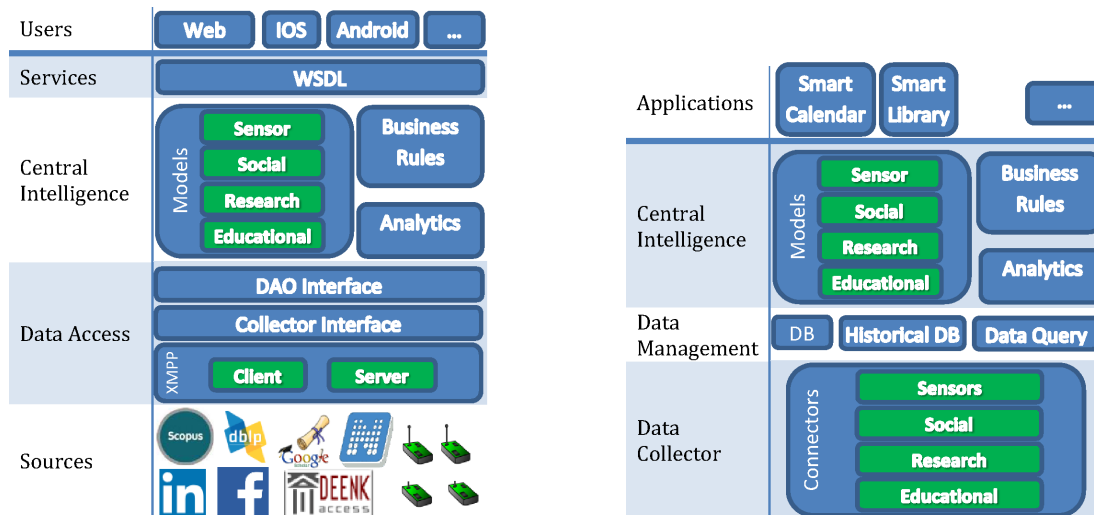 Users
Web
IOS
Android
...
Services
WSDL
Central
Intelligence
Models
Sensor
Social
Research
Educational
Business
Rules
Analytics
Data Access
DAO Interface
Collector Interface
XMPP
Client
Server
Sources
Scopus
dblp
Google
N
in
f
DEENK
access
Applications
Smart
Calendar
Smart
Library
...
Central
Intelligence
Models
Sensor
Social
Research
Educational
Business
Rules
Analytics
Data
Management
DB
Historical DB
Data Query
Data
Collector
Connectors
Sensors
Social
Research
Educational